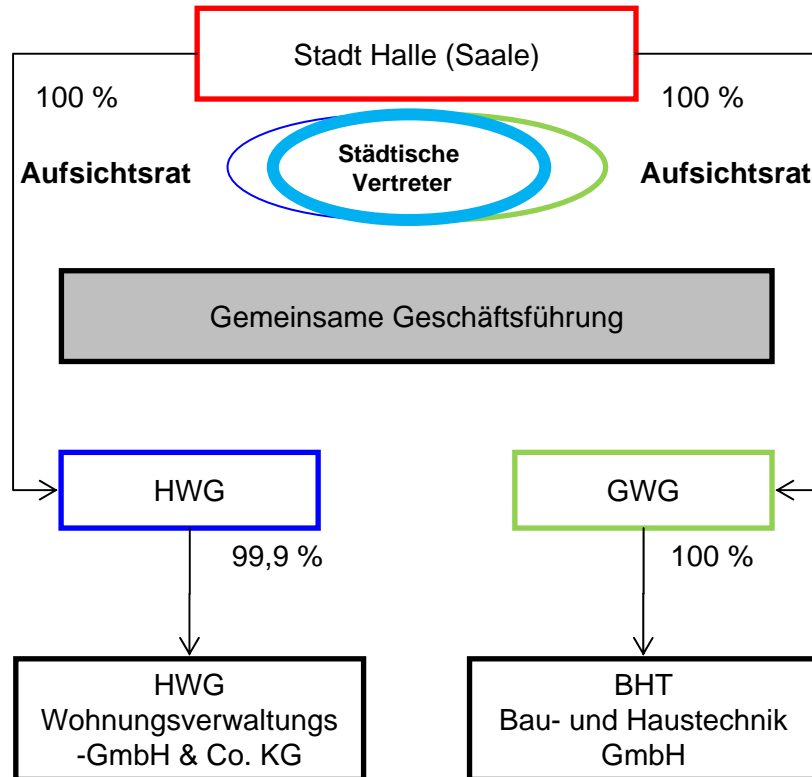 Stadt Halle (Saale)
100 %
100 %
Aufsichtsrat
Städtische
Vertreter
Aufsichtsrat
Gemeinsame Geschäftsführung
HWG
GWG
99,9 %
100 %
HWG
Wohnungsverwaltungs
-GmbH & Co. KG
BHT
Bau- und Haustechnik
GmbH